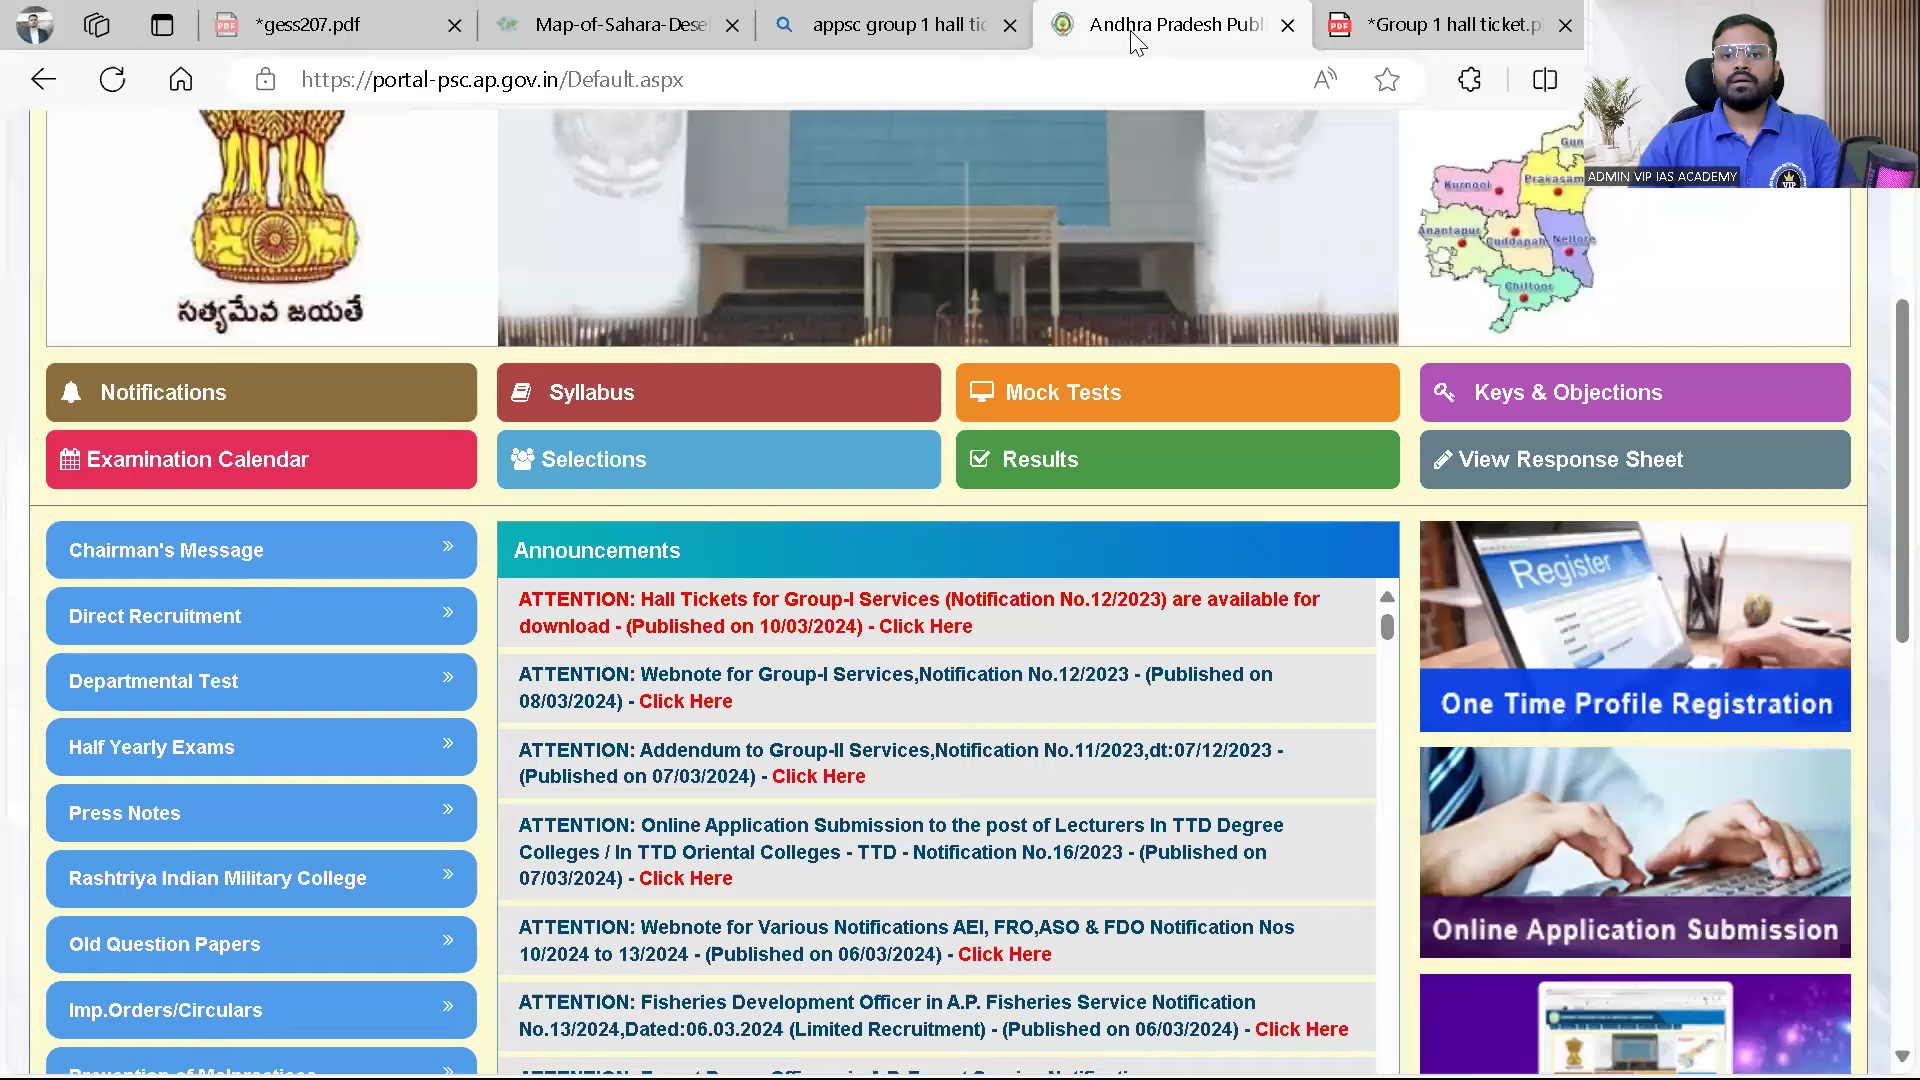 *gess207.pdf
Map-of-Sahara-Dese
appsc group 1 hall tic
Andhra Pradesh Publ
*Group 1 hall ticket.p
https://portal-psc.ap.gov.in/Default.aspx
ADMIN VIP IAS ACADEMY
VIP
సత్యమేవ జయతే
Gun
Kurnool
Prakasam
Anantapur
Cuddapah
Nellore
Chittoor
Notifications
Syllabus
Mock Tests
Keys & Objections
Examination Calendar
Selections
Results
View Response Sheet
Chairman's Message
Direct Recruitment
Departmental Test
Half Yearly Exams
Press Notes
Rashtriya Indian Military College
Old Question Papers
Imp.Orders/Circulars
Announcements
ATTENTION: Hall Tickets for Group-I Services (Notification No.12/2023) are available for
download - (Published on 10/03/2024) - Click Here
ATTENTION: Webnote for Group-I Services,Notification No.12/2023 - (Published on
08/03/2024) - Click Here
ATTENTION: Addendum to Group-II Services,Notification No.11/2023,dt:07/12/2023 -
(Published on 07/03/2024) - Click Here
ATTENTION: Online Application Submission to the post of Lecturers In TTD Degree
Colleges / In TTD Oriental Colleges - TTD - Notification No.16/2023 - (Published on
07/03/2024) - Click Here
ATTENTION: Webnote for Various Notifications AEI, FRO,ASO & FDO Notification Nos
10/2024 to 13/2024 - (Published on 06/03/2024) - Click Here
ATTENTION: Fisheries Development Officer in A.P. Fisheries Service Notification
No.13/2024,Dated:06.03.2024 (Limited Recruitment) - (Published on 06/03/2024) - Click Here
Register
One Time Profile Registration
Online Application Submission